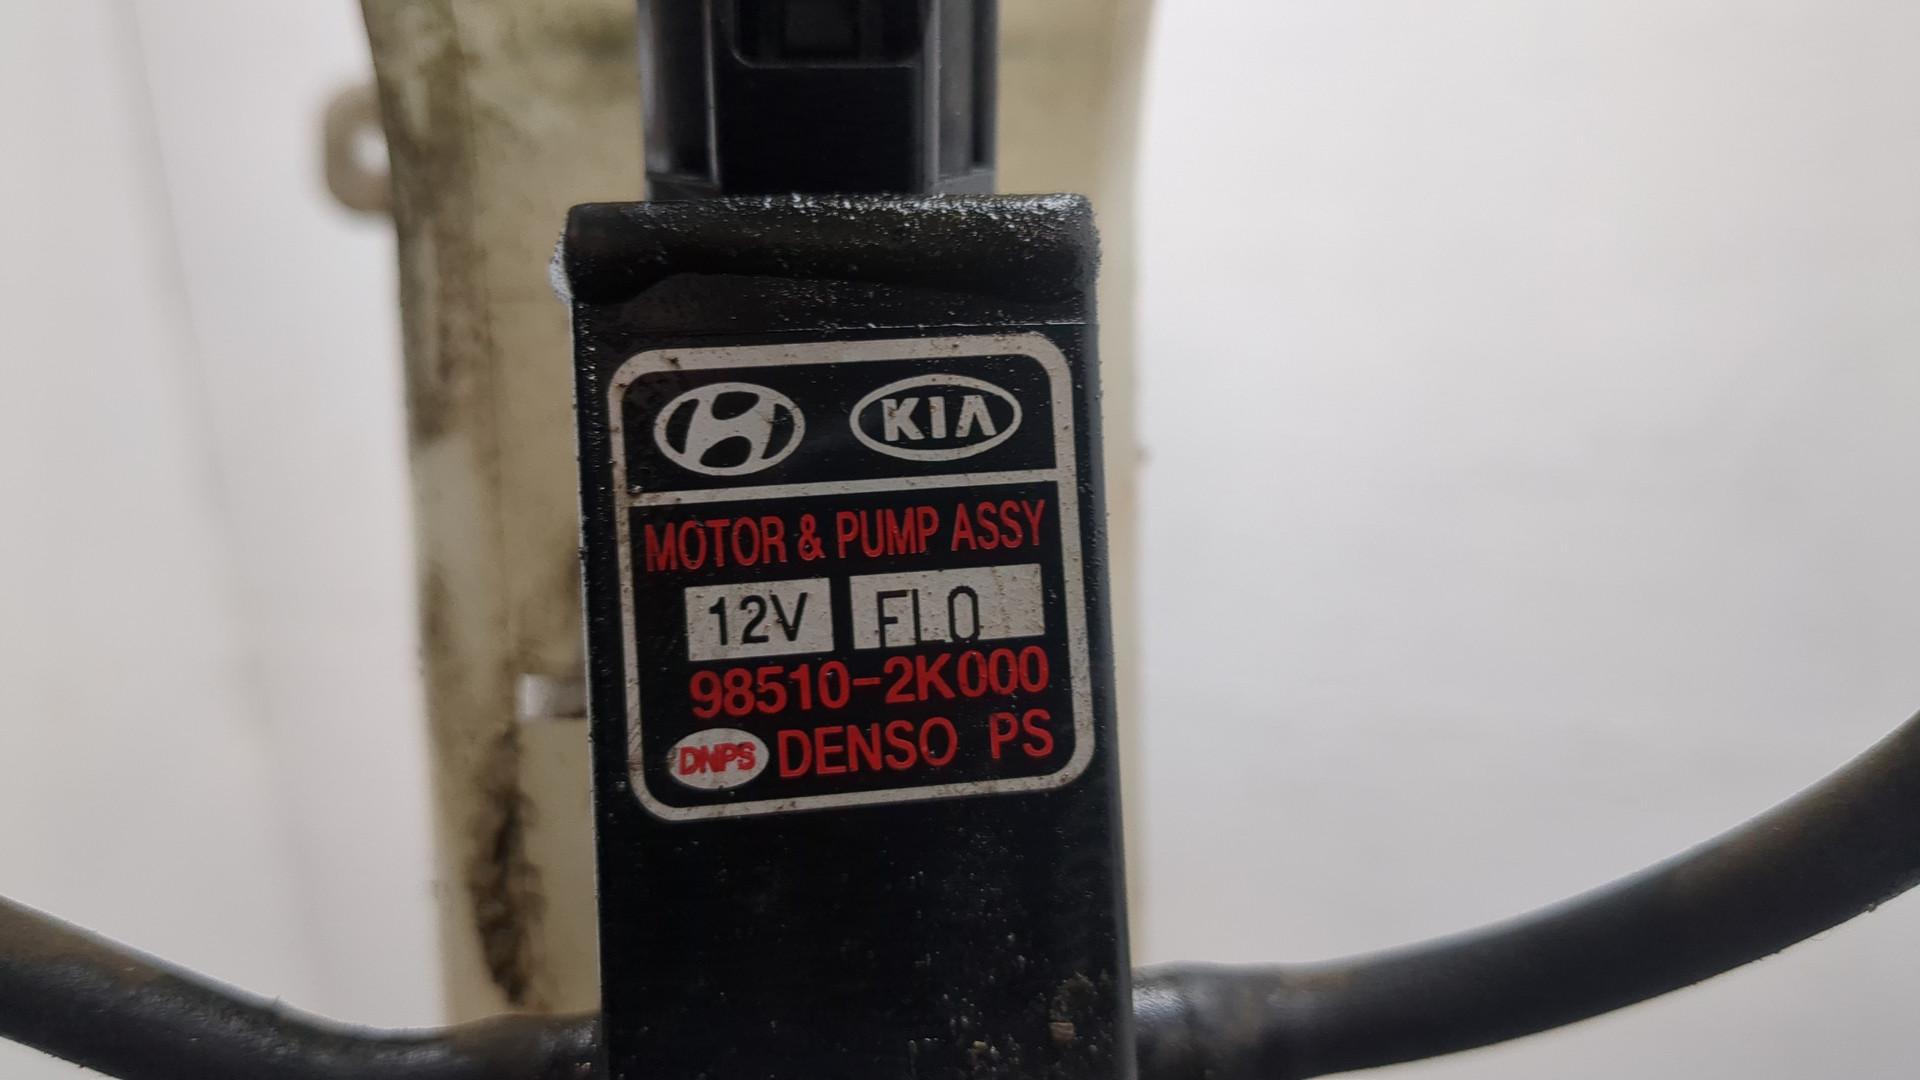 KIA
MOTOR & PUMP ASSY
12V FLO
98510-2K000
DNPS DENSO PS